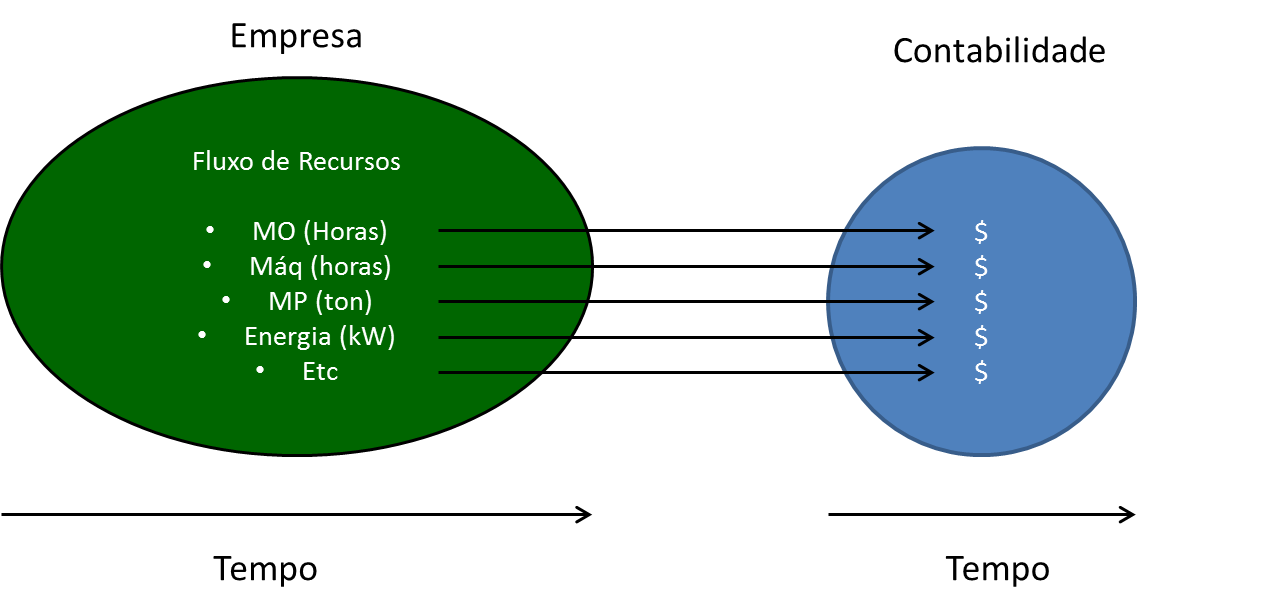 Empresa
Contabilidade
Fluxo de Recursos
• MO (Horas) $
• Máq (horas) $
• MP (ton) $
• Energia (kW) $
• Etc $
Tempo
Tempo